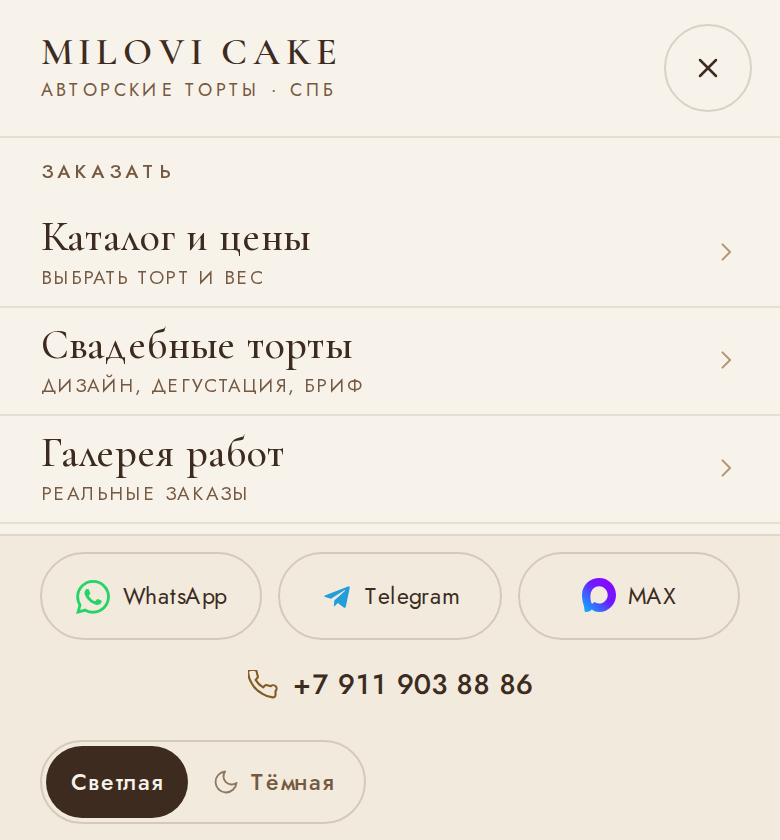 MILOVI CAKE
АВТОРСКИЕ ТОРТЫ · СПБ
ЗАКАЗАТЬ
Каталог и цены
ВЫБРАТЬ ТОРТ И ВЕС
Свадебные торты
ДИЗАЙН, ДЕГУСТАЦИЯ, БРИФ
Галерея работ
РЕАЛЬНЫЕ ЗАКАЗЫ
WhatsApp Telegram MAX
+7 911 903 88 86
Светлая Тёмная